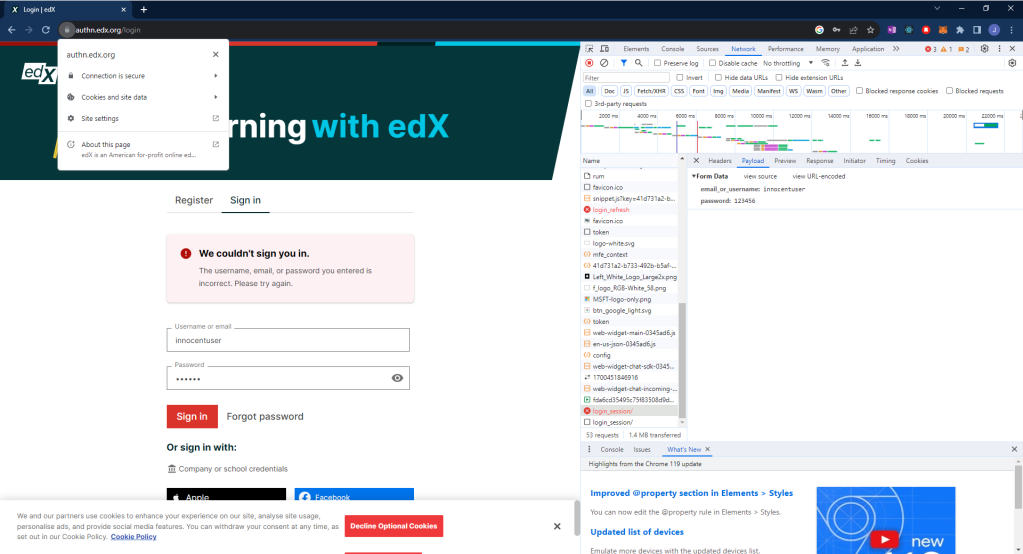 Login | edX
authn.edx.org/login
authn.edx.org
Connection is secure
Cookies and site data
Site settings
About this page
edX is an American for-profit online ed...
edX
rning with edX
Register
Sign in
We couldn't sign you in.
The username, email, or password you entered is
incorrect. Please try again.
Username or email
innocentuser
Password
••••••
Sign in
Forgot password
Or sign in with:
Company or school credentials
Apple
Facebook
We and our partners use cookies to enhance your experience on our site, analyse site usage,
personalise ads, and provide social media features. You can withdraw your consent at any time, as
set out in our Cookie Policy. Cookie Policy
Decline Optional Cookies
Elements Console Sources Network Performance Memory Application
3 1 2
Preserve log Disable cache No throttling
Filter Invert Hide data URLs Hide extension URLs
All Doc JS Fetch/XHR CSS Font Img Media Manifest WS Wasm Other Blocked response cookies Blocked requests
3rd-party requests
2000 ms 4000 ms 6000 ms 8000 ms 10000 ms 12000 ms 14000 ms 16000 ms 18000 ms 20000 ms 22000 ms
Name
rum
favicon.ico
snippet.js?key=41d731a2-b...
login_refresh
favicon.ico
token
logo-white.svg
mfe_context
41d731a2-b733-492b-b5af-...
Left_White_Logo_Large2x.png
f_logo_RGB-White_58.png
MSFT-logo-only.png
btn_google_light.svg
token
web-widget-main-0345ad6.js
en-us-json-0345ad6.js
config
web-widget-chat-sdk-0345...
1700451846916
web-widget-chat-incoming-...
fda6cd35495c75f83508d9d...
login_session/
login_session/
53 requests 1.4 MB transferred
Headers Payload Preview Response Initiator Timing Cookies
Form Data view source view URL-encoded
email_or_username: innocentuser
password: 123456
Console Issues What's New
Highlights from the Chrome 119 update
Improved @property section in Elements > Styles
You can now edit the @property rule in Elements > Styles.
Updated list of devices
Emulate more devices with the updated devices list.
new